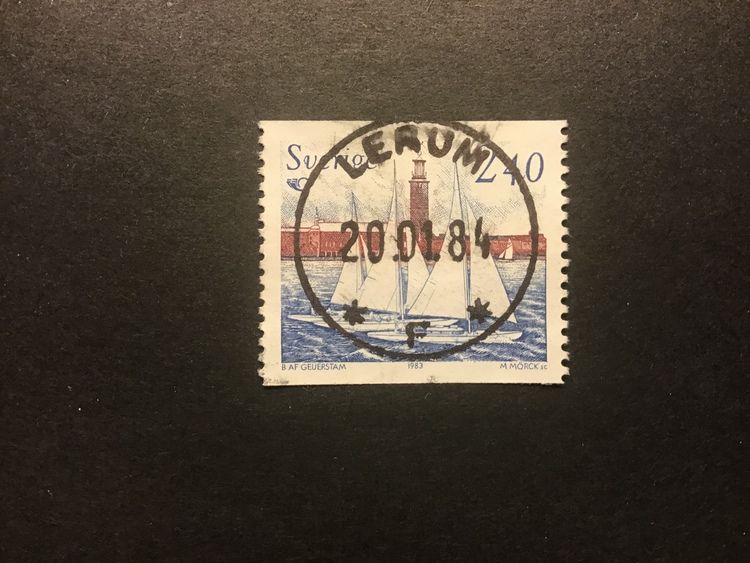 Sverige 240
LERUM
20.01.84
* *
F
B AF GEIJERSTAM 1983 M MÖRCK SC